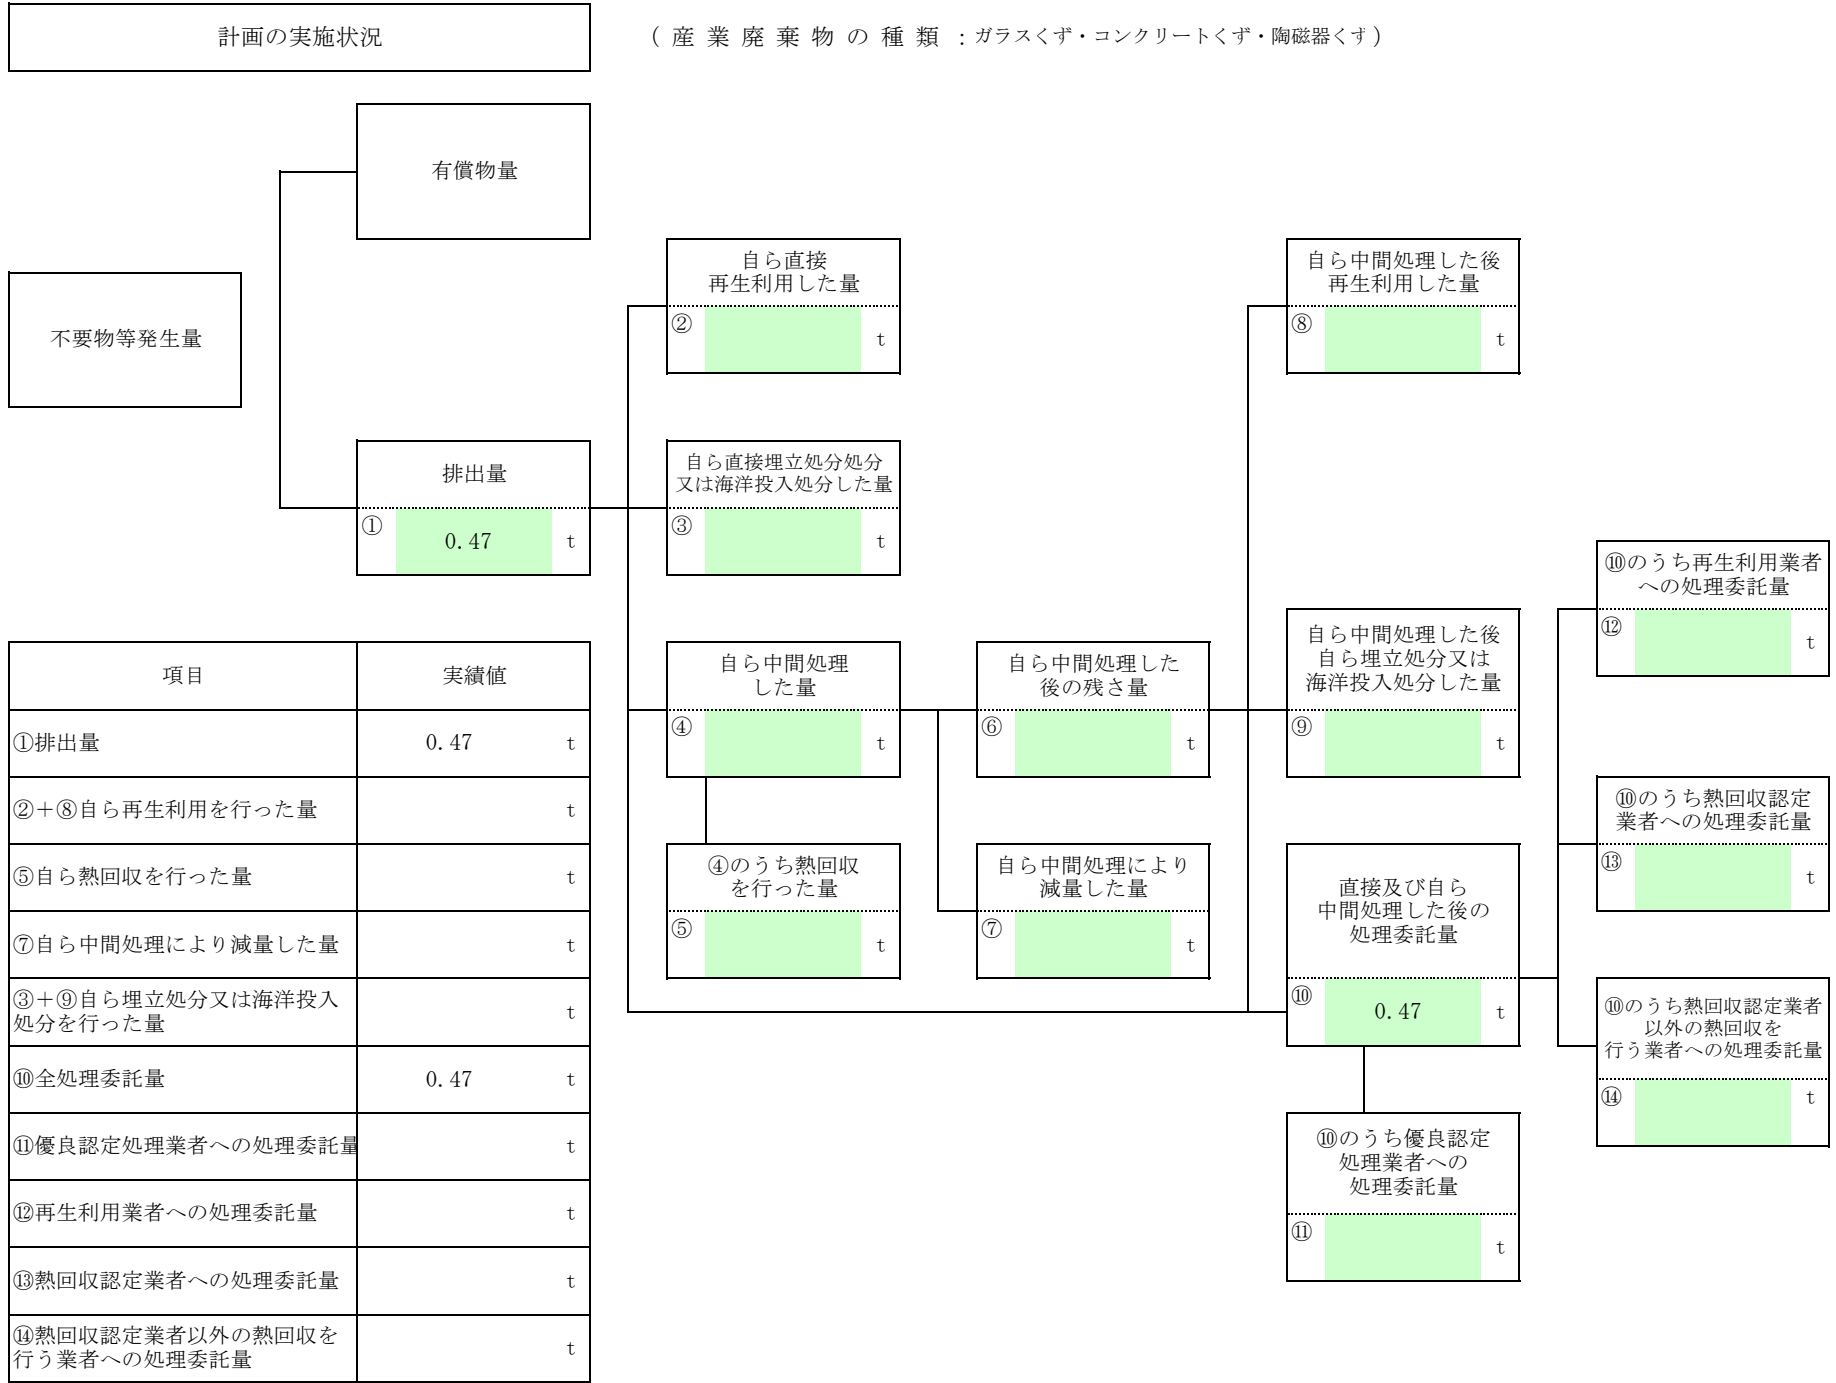 計画の実施状況
（産業廃棄物の種類：ガラスくず・コンクリートくず・陶磁器くず）
有償物量
不要物等発生量
排出量
① 0.47 t
自ら直接
再生利用した量
② t
自ら直接埋立処分処分
又は海洋投入処分した量
③ t
自ら中間処理
した量
④ t
④のうち熱回収
を行った量
⑤ t
自ら中間処理した
後の残さ量
⑥ t
自ら中間処理により
減量した量
⑦ t
自ら中間処理した後
再生利用した量
⑧ t
自ら中間処理した後
自ら埋立処分又は
海洋投入処分した量
⑨ t
直接及び自ら
中間処理した後の
処理委託量
⑩ 0.47 t
⑩のうち優良認定
処理業者への
処理委託量
⑪ t
⑩のうち再生利用業者
への処理委託量
⑫ t
⑩のうち熱回収認定
業者への処理委託量
⑬ t
⑩のうち熱回収認定業者
以外の熱回収を
行う業者への処理委託量
⑭ t
項目 実績値
①排出量 0.47 t
②＋⑧自ら再生利用を行った量 t
⑤自ら熱回収を行った量 t
⑦自ら中間処理により減量した量 t
③＋⑨自ら埋立処分又は海洋投入
処分を行った量 t
⑩全処理委託量 0.47 t
⑪優良認定処理業者への処理委託量 t
⑫再生利用業者への処理委託量 t
⑬熱回収認定業者への処理委託量 t
⑭熱回収認定業者以外の熱回収を
行う業者への処理委託量 t